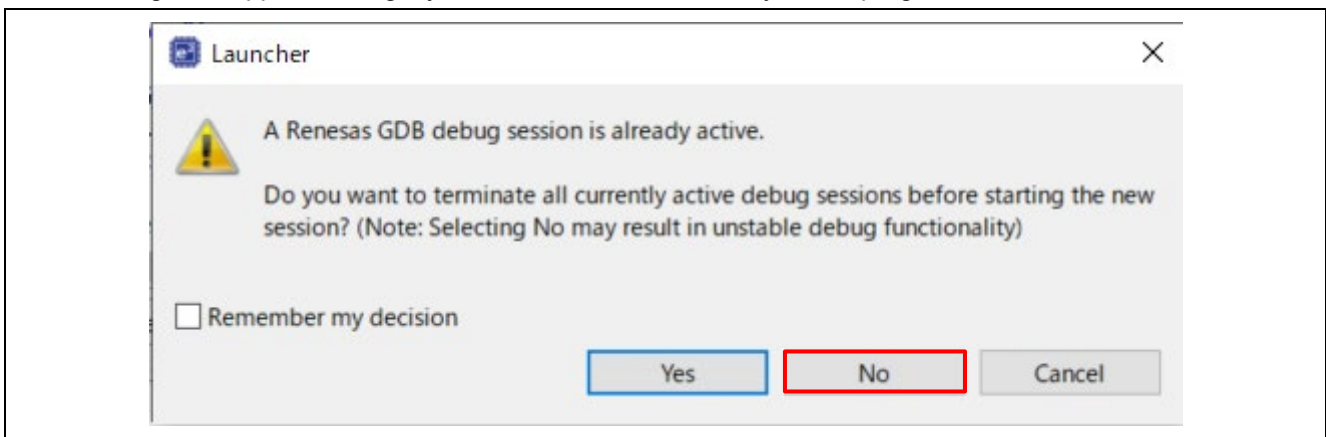 Launcher
A Renesas GDB debug session is already active.
Do you want to terminate all currently active debug sessions before starting the new
session? (Note: Selecting No may result in unstable debug functionality)
Remember my decision
Yes No Cancel